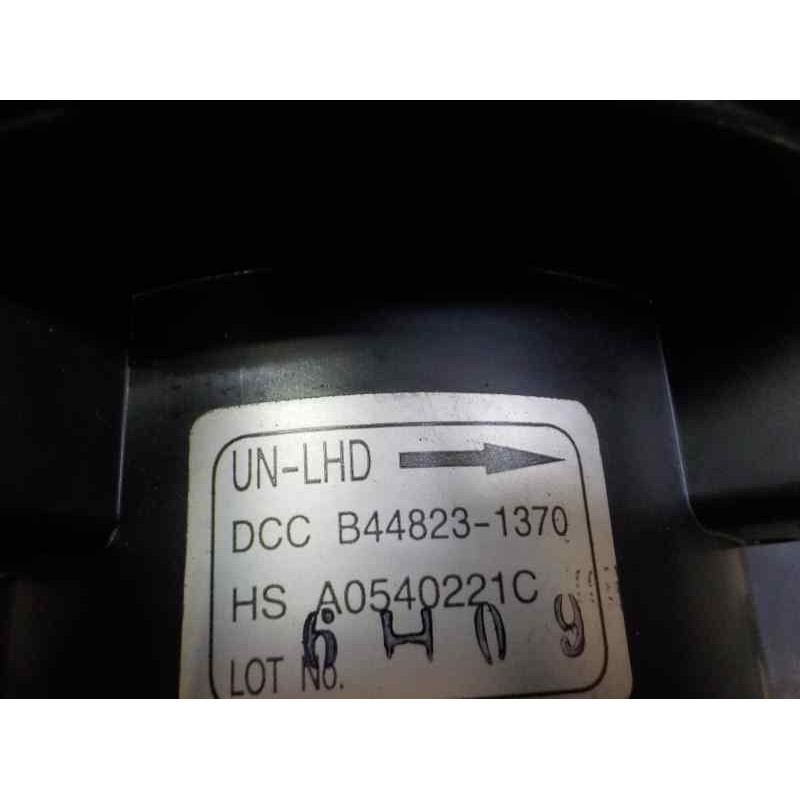 UN-LHD
DCC B44823-1370
HS A0540221C
LOT No. 6H09